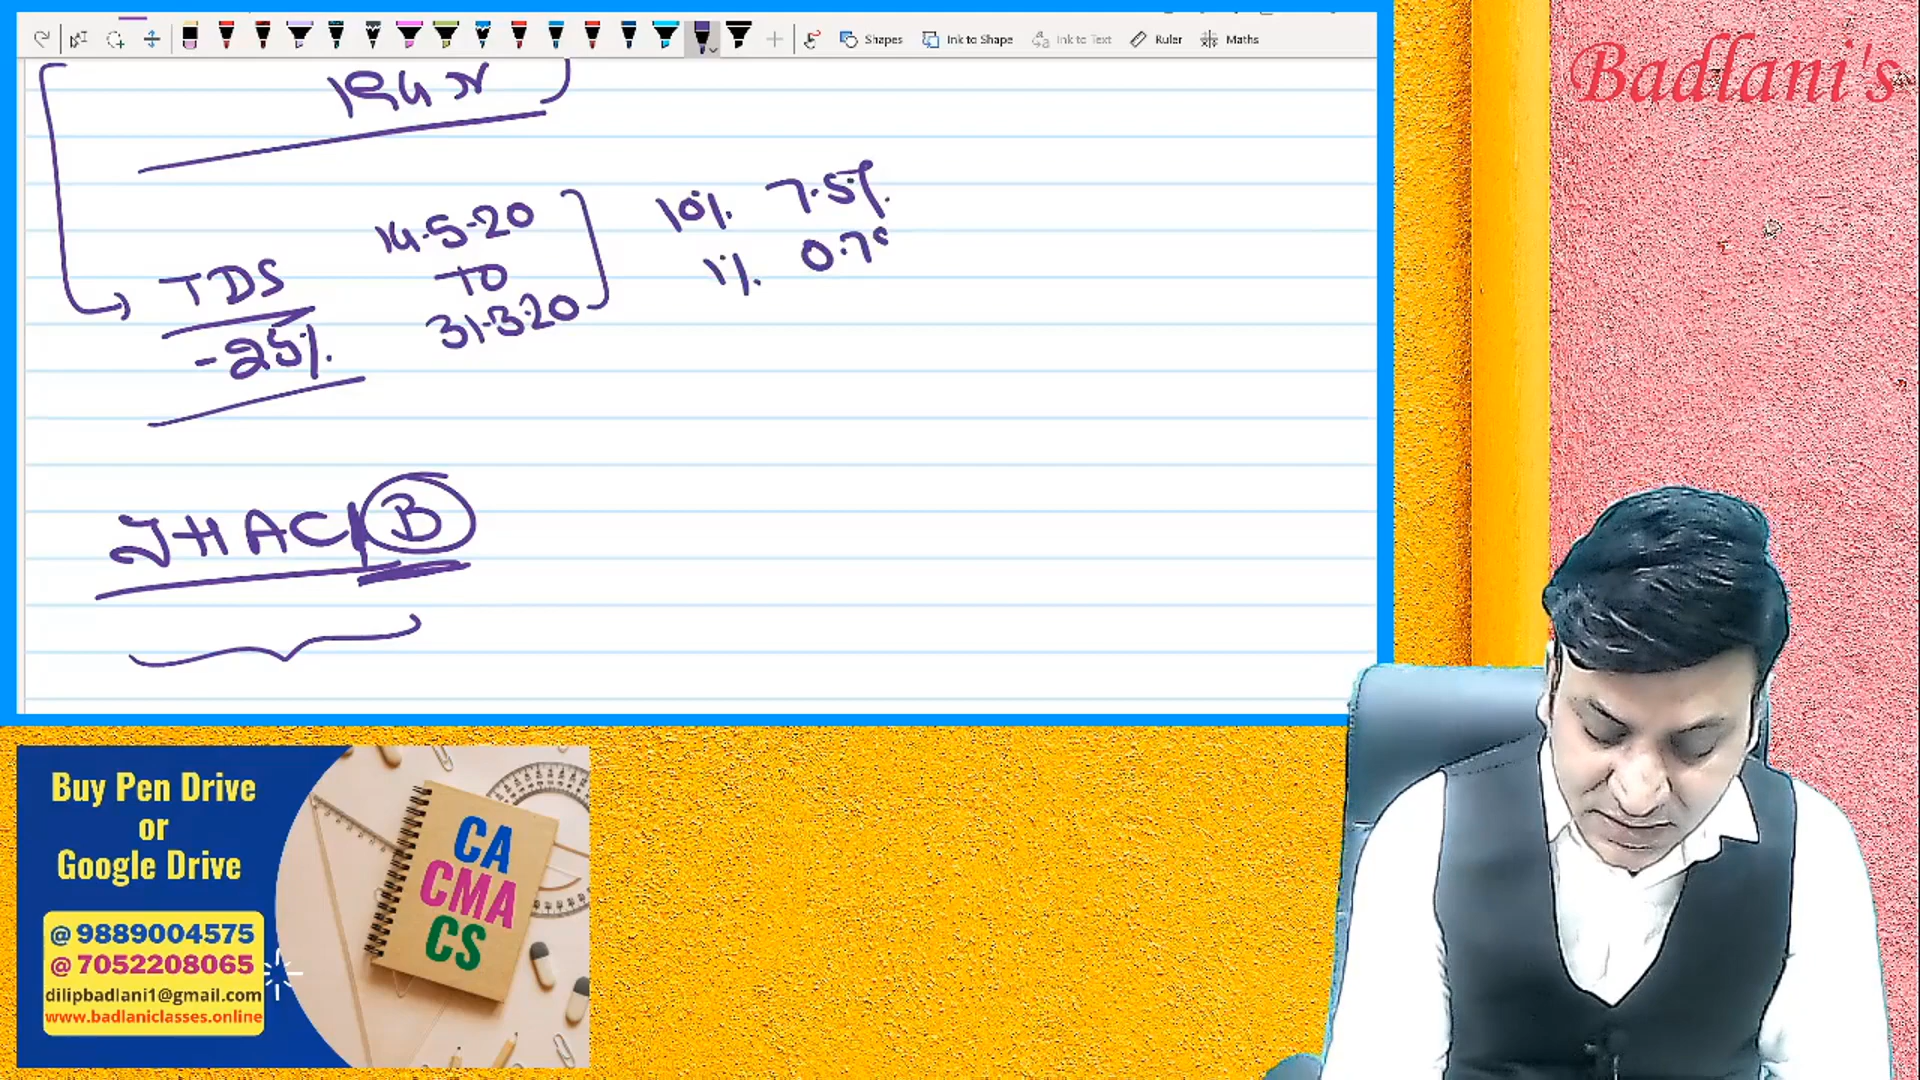 Shapes
Ink to Shape
Ink to Text
Ruler
Maths
Badlani's
TDS
-25%
14.5.20
TO
31.3.20
10% 7.5%
1% 0.75
JHAC/B
Buy Pen Drive
or
Google Drive
@ 9889004575
@ 7052208065
dilipbadlani1@gmail.com
www.badlaniclasses.online
CA
CMA
CS